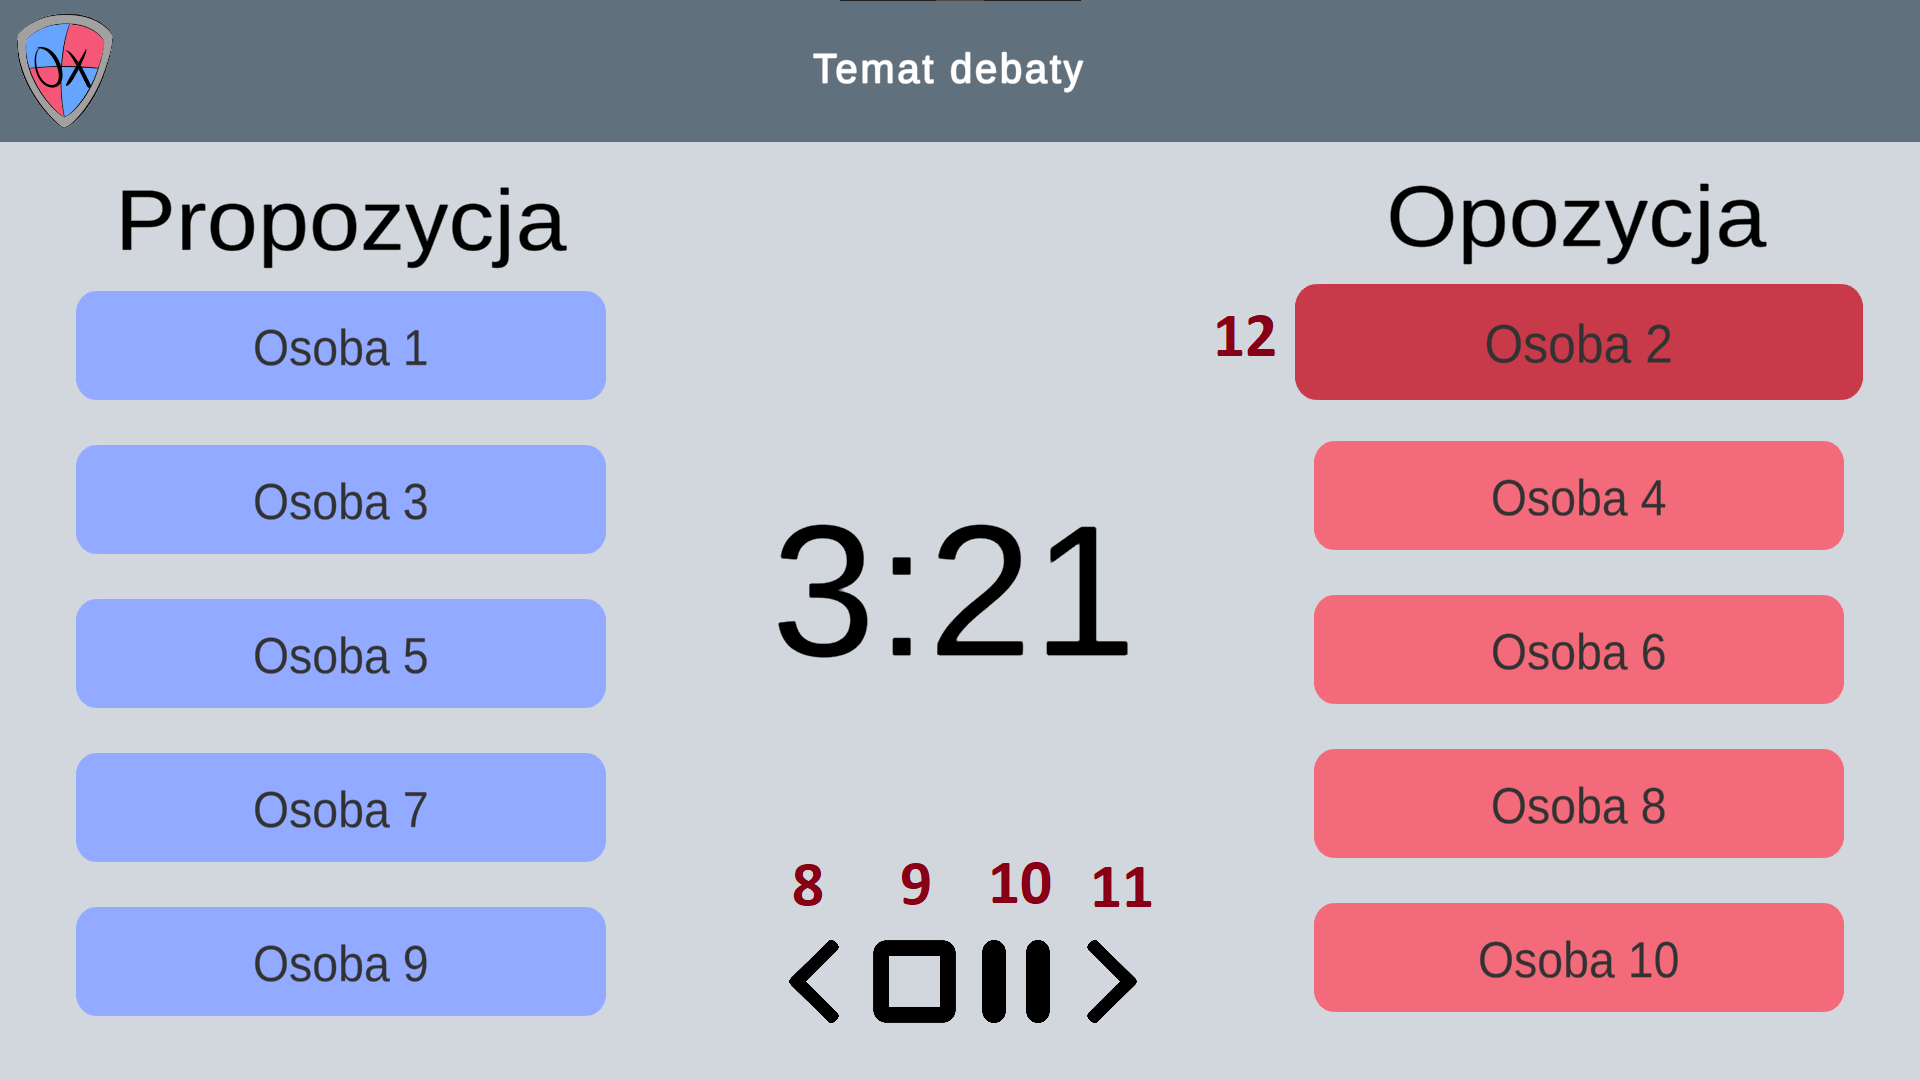 OX
Temat debaty
Propozycja
Osoba 1
Osoba 3
Osoba 5
Osoba 7
Osoba 9
3:21
8 9 10 11
Opozycja
12 Osoba 2
Osoba 4
Osoba 6
Osoba 8
Osoba 10